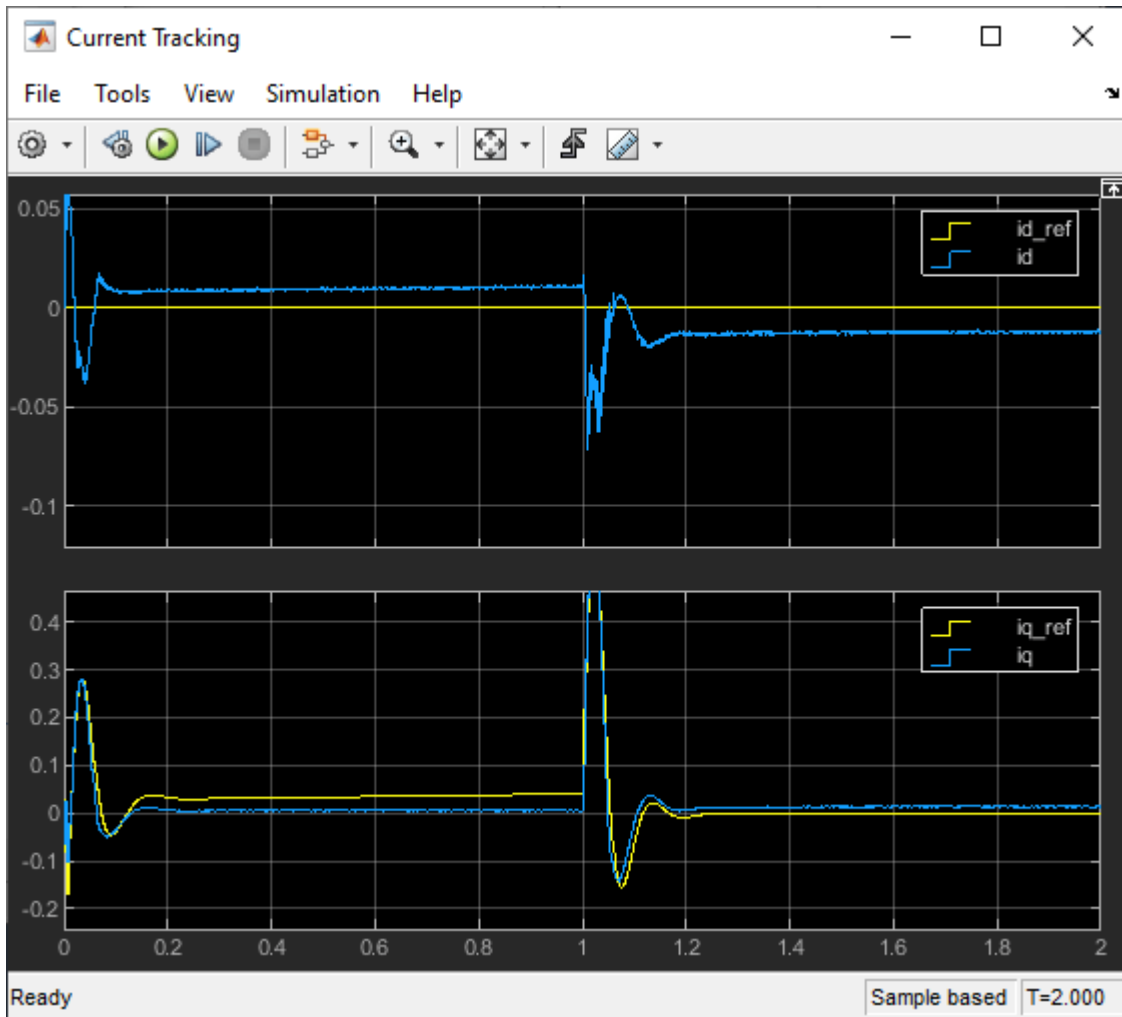 Current Tracking
File Tools View Simulation Help
0.05
0
-0.05
-0.1
id_ref
id
0.4
0.3
0.2
0.1
0
-0.1
-0.2
iq_ref
iq
0 0.2 0.4 0.6 0.8 1 1.2 1.4 1.6 1.8 2
Ready Sample based T=2.000